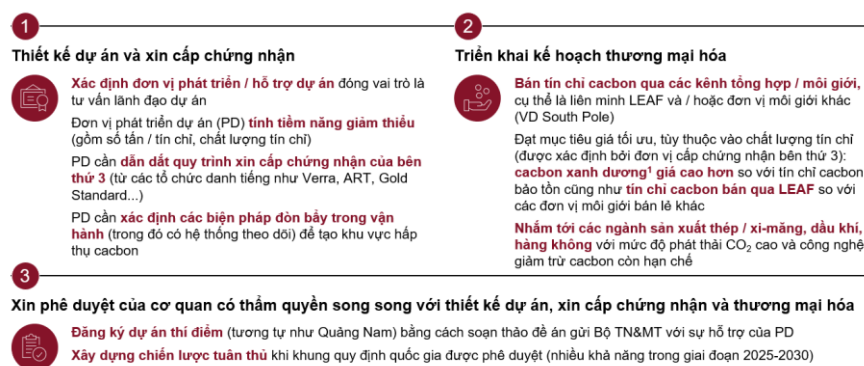 1
Thiết kế dự án và xin cấp chứng nhận
Xác định đơn vị phát triển / hỗ trợ dự án đóng vai trò là
tư vấn lãnh đạo dự án
Đơn vị phát triển dự án (PD) tính tiềm năng giảm thiểu
(gồm số tấn / tín chỉ, chất lượng tín chỉ)
PD cần dẫn dắt quy trình xin cấp chứng nhận của bên
thứ 3 (từ các tổ chức danh tiếng như Verra, ART, Gold
Standard...)
PD cần xác định các biện pháp đòn bẩy trong vận
hành (trong đó có hệ thống theo dõi) để tạo khu vực hấp
thụ cacbon
2
Triển khai kế hoạch thương mại hóa
Bán tín chỉ cacbon qua các kênh tổng hợp / môi giới,
cụ thể là liên minh LEAF và / hoặc đơn vị môi giới khác
(VD South Pole)
Đạt mục tiêu giá tối ưu, tùy thuộc vào chất lượng tín chỉ
(được xác định bởi đơn vị cấp chứng nhận bên thứ 3):
cacbon xanh dương¹ giá cao hơn so với tín chỉ cacbon
bảo tồn cũng như tín chỉ cacbon bán qua LEAF so với
các đơn vị môi giới bán lẻ khác
Nhắm tới các ngành sản xuất thép / xi-măng, dầu khí,
hàng không với mức độ phát thải CO₂ cao và công nghệ
giảm trừ cacbon còn hạn chế
3
Xin phê duyệt của cơ quan có thẩm quyền song song với thiết kế dự án, xin cấp chứng nhận và thương mại hóa
Đăng ký dự án thí điểm (tương tự như Quảng Nam) bằng cách soạn thảo đề án gửi Bộ TN&MT với sự hỗ trợ của PD
Xây dựng chiến lược tuân thủ khi khung quy định quốc gia được phê duyệt (nhiều khả năng trong giai đoạn 2025-2030)